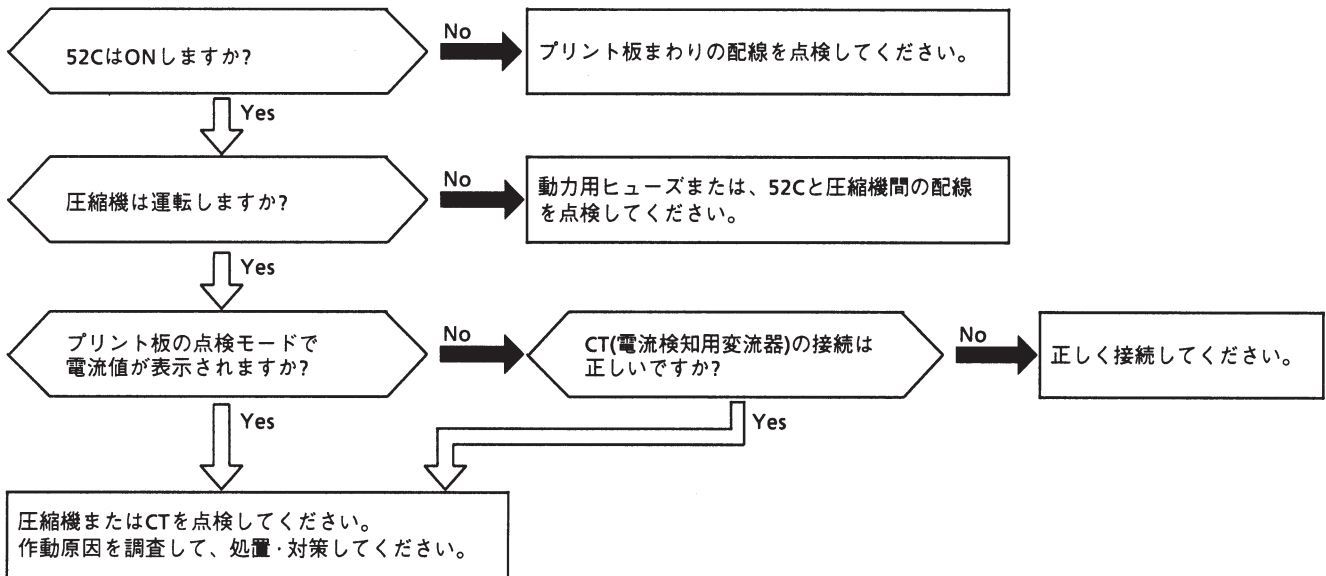 52CはONしますか?
No
プリント板まわりの配線を点検してください。
Yes
圧縮機は運転しますか?
No
動力用ヒューズまたは、52Cと圧縮機間の配線
を点検してください。
Yes
プリント板の点検モードで
電流値が表示されますか?
No
CT(電流検知用変流器)の接続は
正しいですか?
No
正しく接続してください。
Yes
Yes
圧縮機またはCTを点検してください。
作動原因を調査して、処置・対策してください。